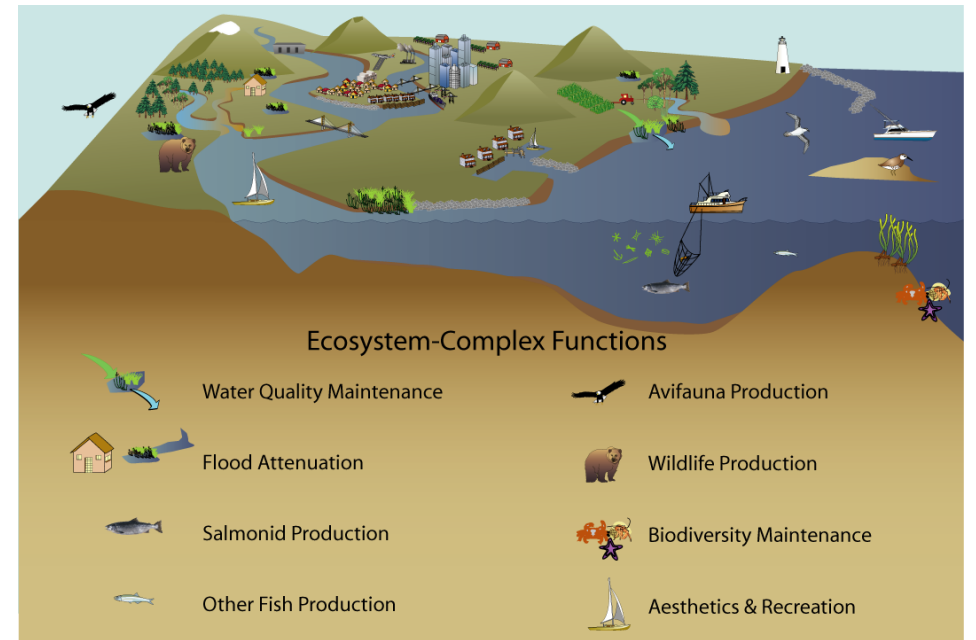 Ecosystem-Complex Functions
Water Quality Maintenance
Flood Attenuation
Salmonid Production
Other Fish Production
Avifauna Production
Wildlife Production
Biodiversity Maintenance
Aesthetics & Recreation